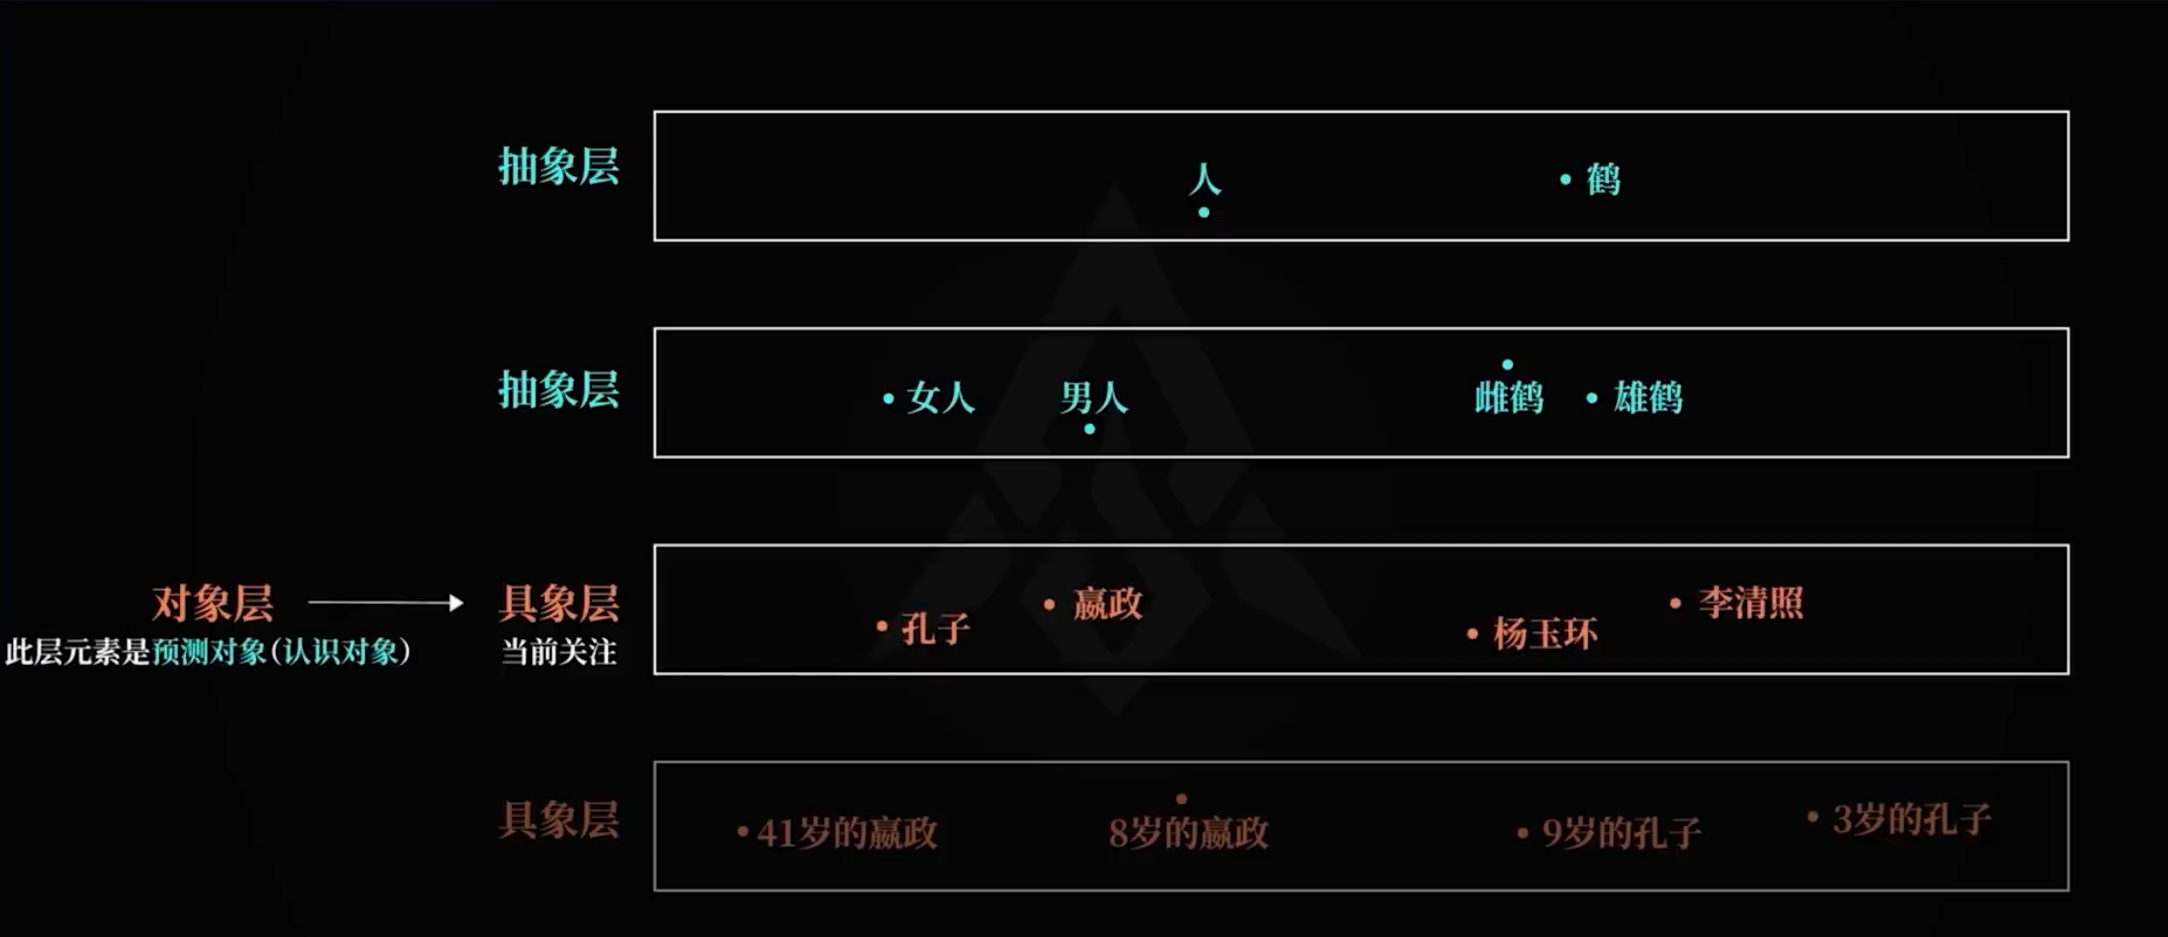 抽象层
人
鹤
抽象层
女人
男人
雌鹤
雄鹤
对象层
此层元素是预测对象(认识对象)
具象层
当前关注
孔子
嬴政
杨玉环
李清照
具象层
41岁的嬴政
8岁的嬴政
9岁的孔子
3岁的孔子